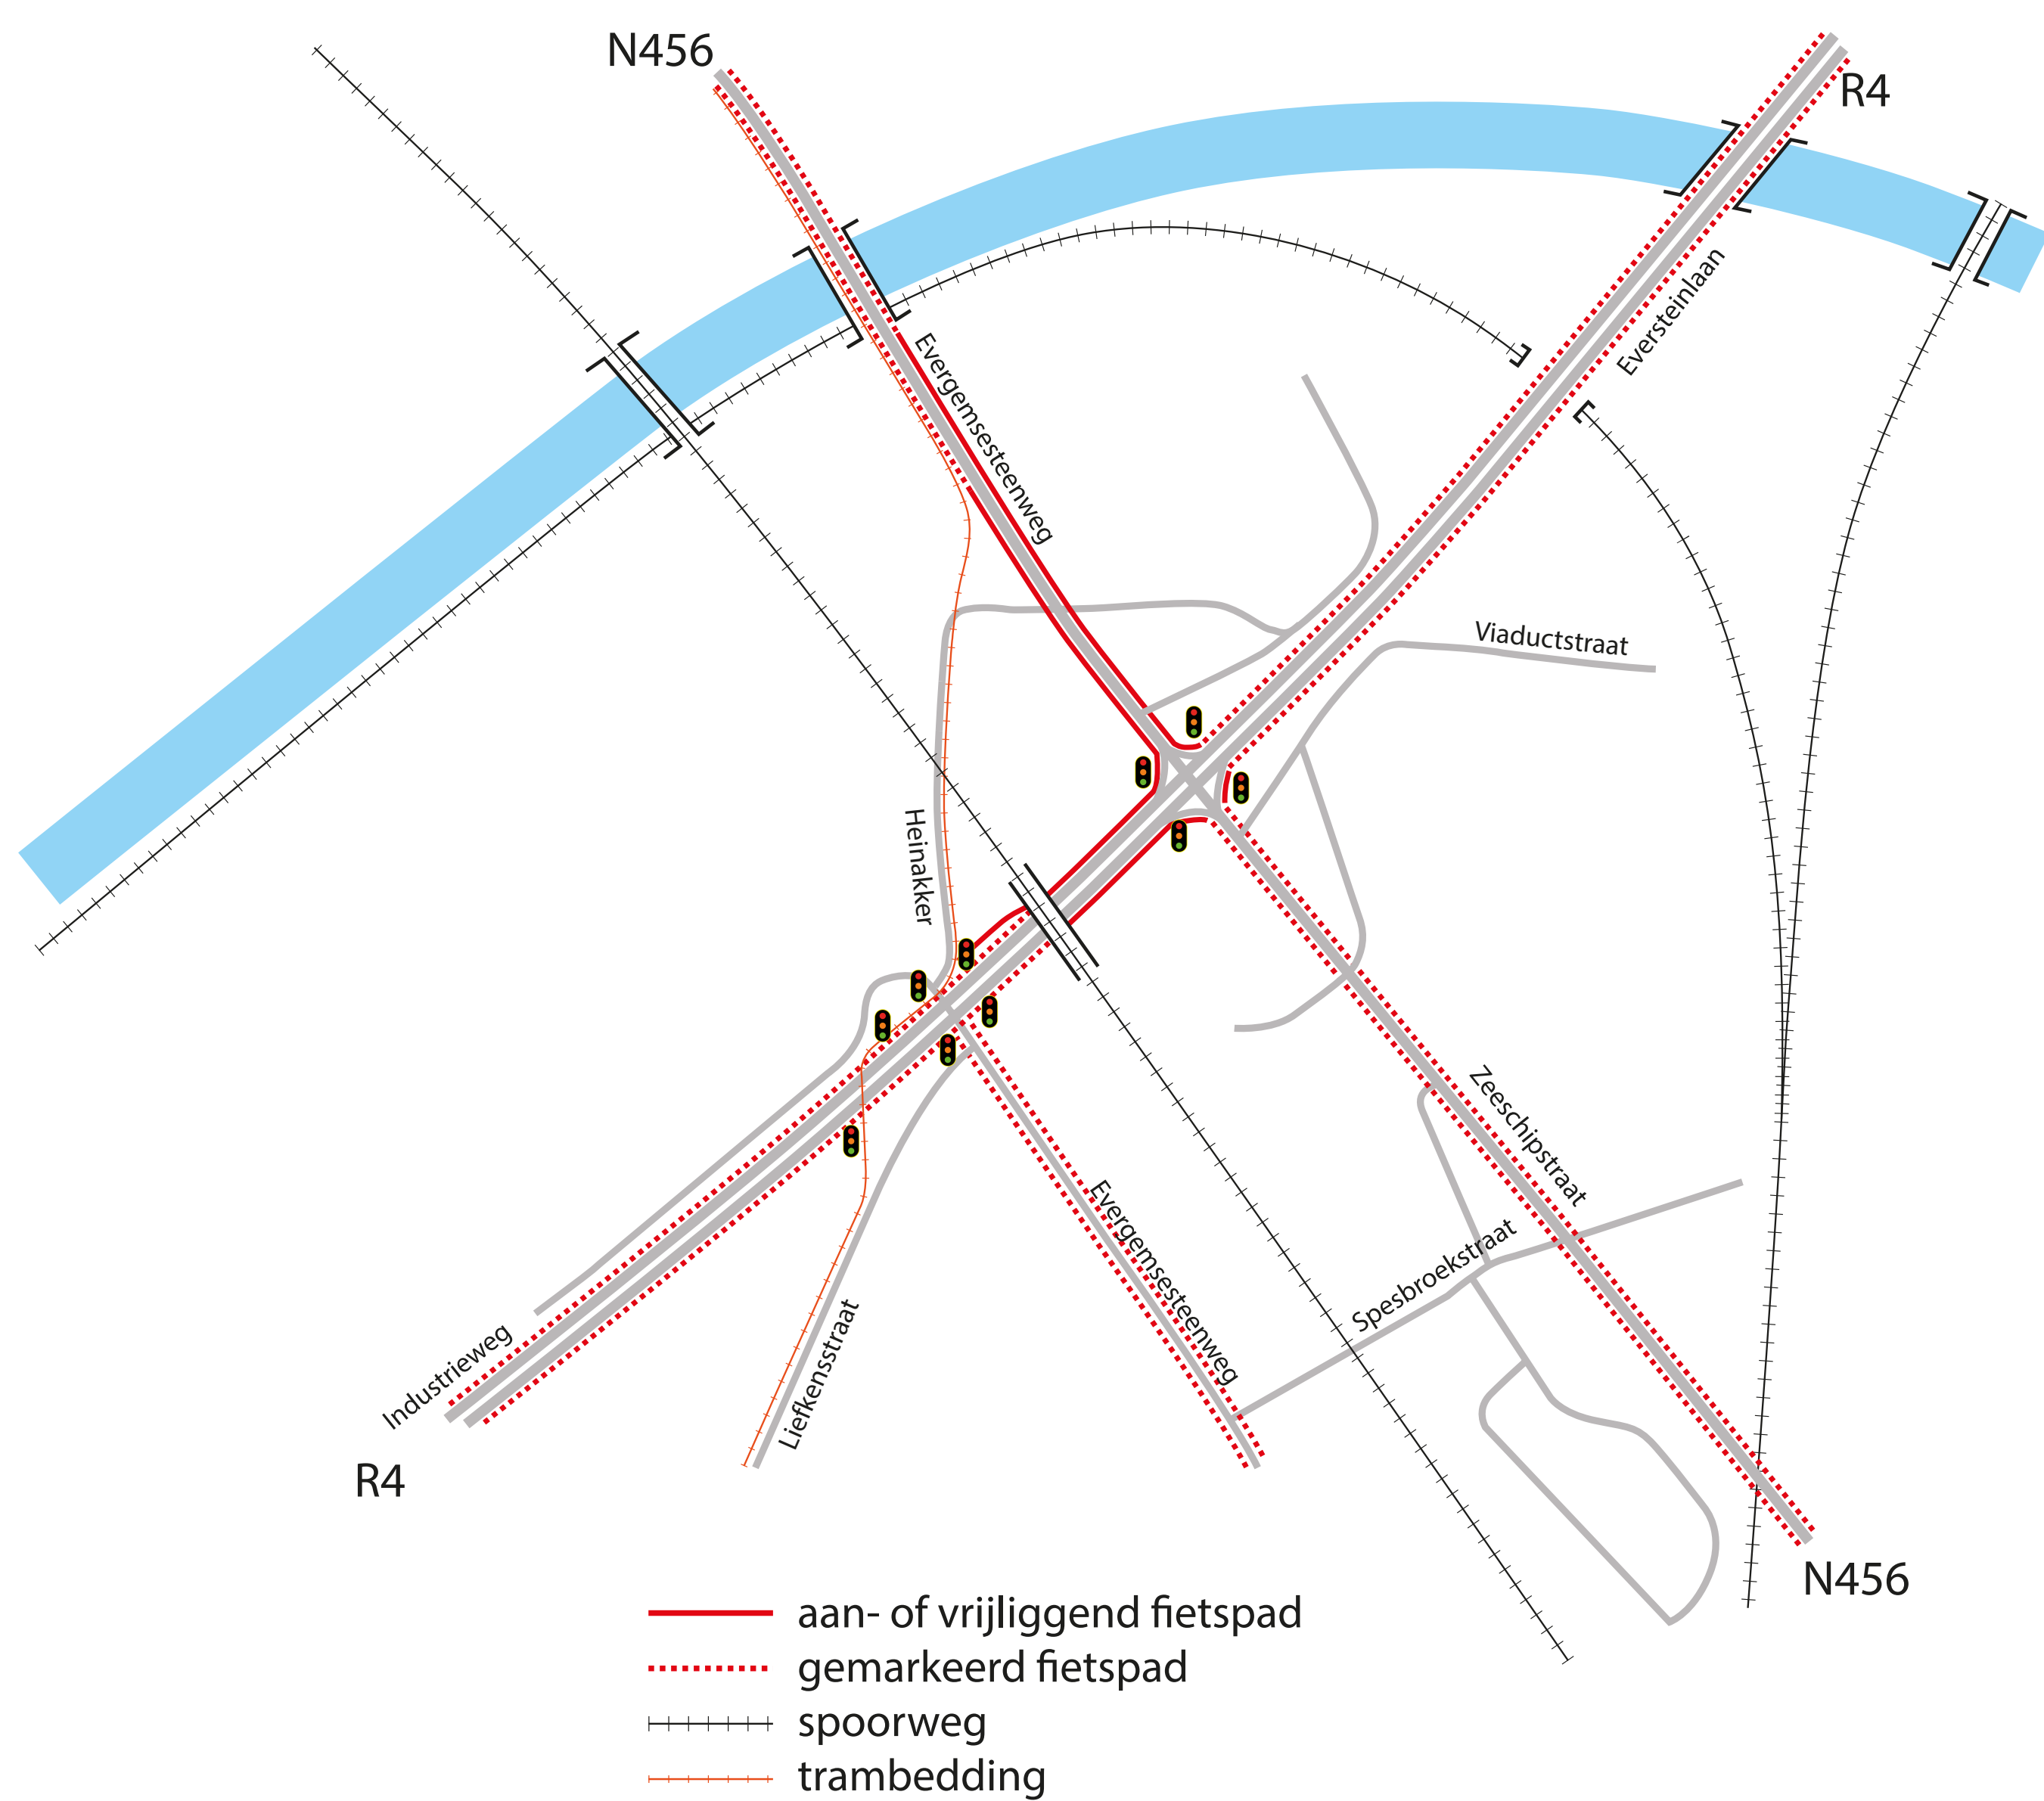 N456
R4
Eversteinlaan
Evergemsesteenweg
Viaductstraat
Heinakker
Zeeschipstraat
Evergemsesteenweg
Spesbroekstraat
Liefkensstraat
Industrieweg
R4
N456
aan- of vrijliggend fietspad
gemarkeerd fietspad
spoorweg
trambedding